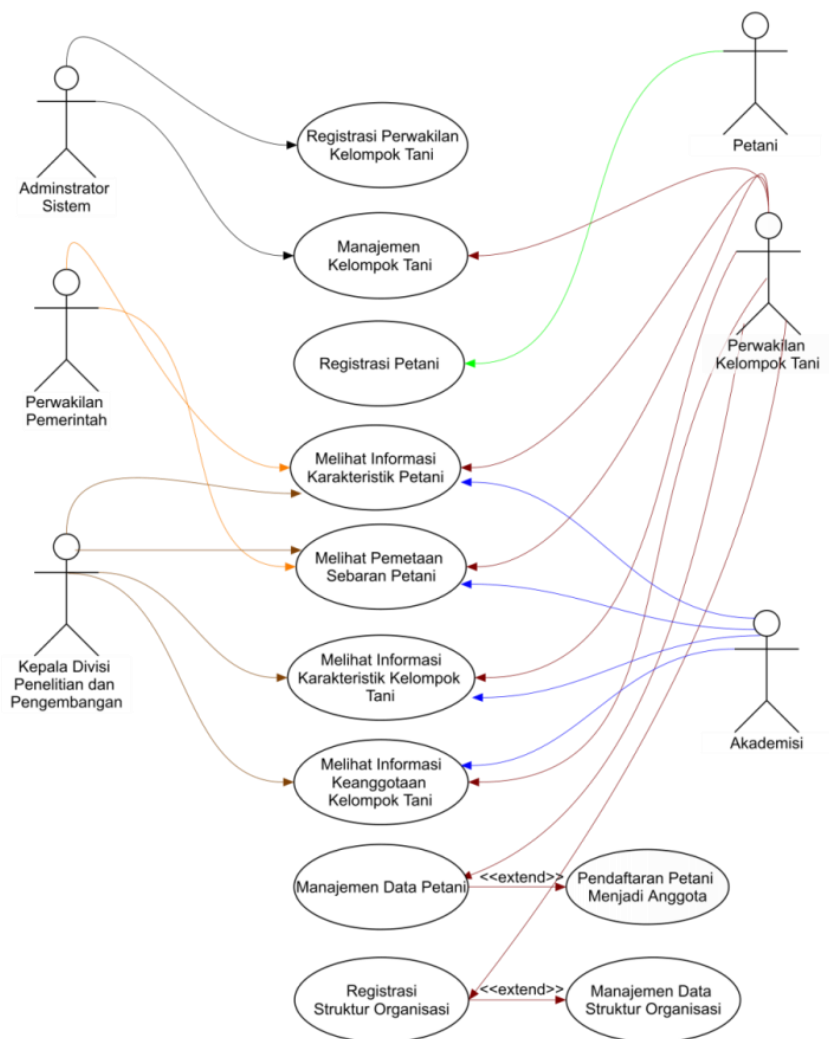 Petani
Registrasi Perwakilan
Kelompok Tani
Adminstrator
Sistem
Manajemen
Kelompok Tani
Perwakilan
Kelompok Tani
Registrasi Petani
Perwakilan
Pemerintah
Melihat Informasi
Karakteristik Petani
Melihat Pemetaan
Sebaran Petani
Kepala Divisi
Penelitian dan
Pengembangan
Melihat Informasi
Karakteristik Kelompok
Tani
Akademisi
Melihat Informasi
Keanggotaan
Kelompok Tani
Manajemen Data Petani
<<extend>>
Pendaftaran Petani
Menjadi Anggota
Registrasi
Struktur Organisasi
<<extend>>
Manajemen Data
Struktur Organisasi